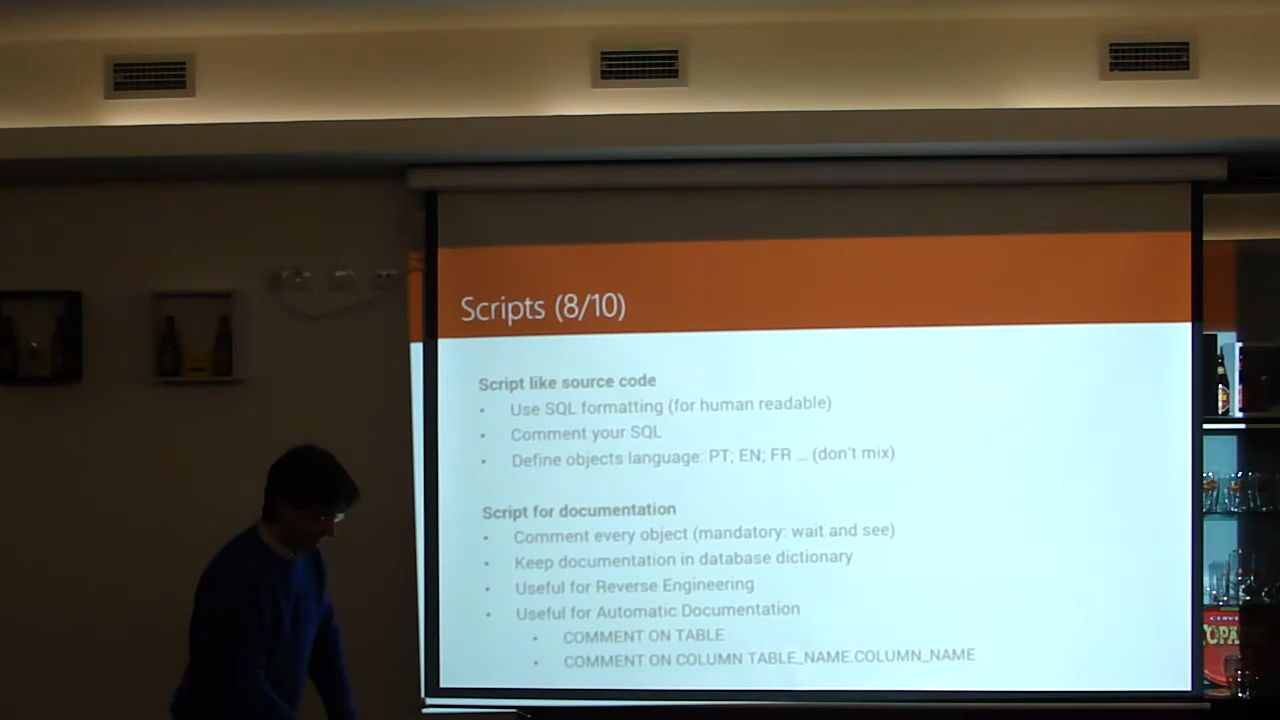 Scripts (8/10)
Script like source code
• Use SQL formatting (for human readable)
• Comment your SQL
• Define objects language: PT; EN; FR ... (don't mix)
Script for documentation
• Comment every object (mandatory: wait and see)
• Keep documentation in database dictionary
• Useful for Reverse Engineering
• Useful for Automatic Documentation
• COMMENT ON TABLE
• COMMENT ON COLUMN TABLE_NAME.COLUMN_NAME